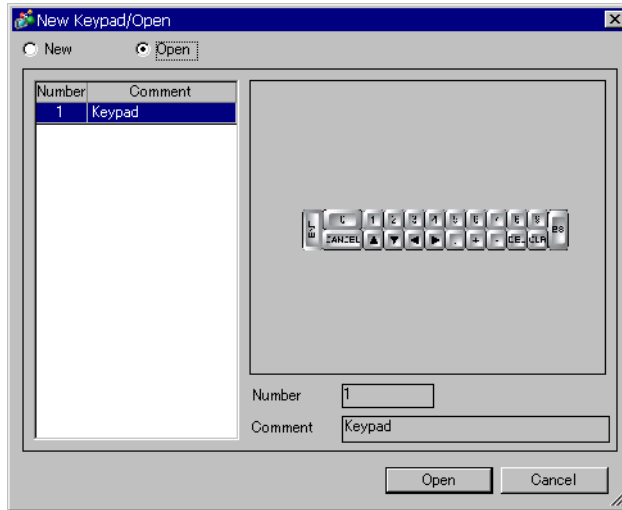 New Keypad/Open
New Open
Number Comment
1 Keypad
0 1 2 3 4 5 6 7 8 9 BS
CANCEL . + - DEL CLR
Number 1
Comment Keypad
Open Cancel